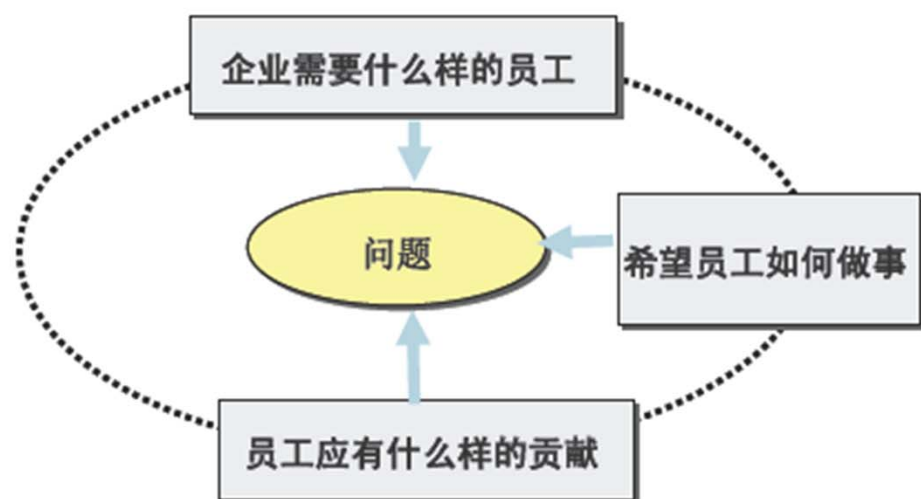 企业需要什么样的员工
问题
希望员工如何做事
员工应有什么样的贡献